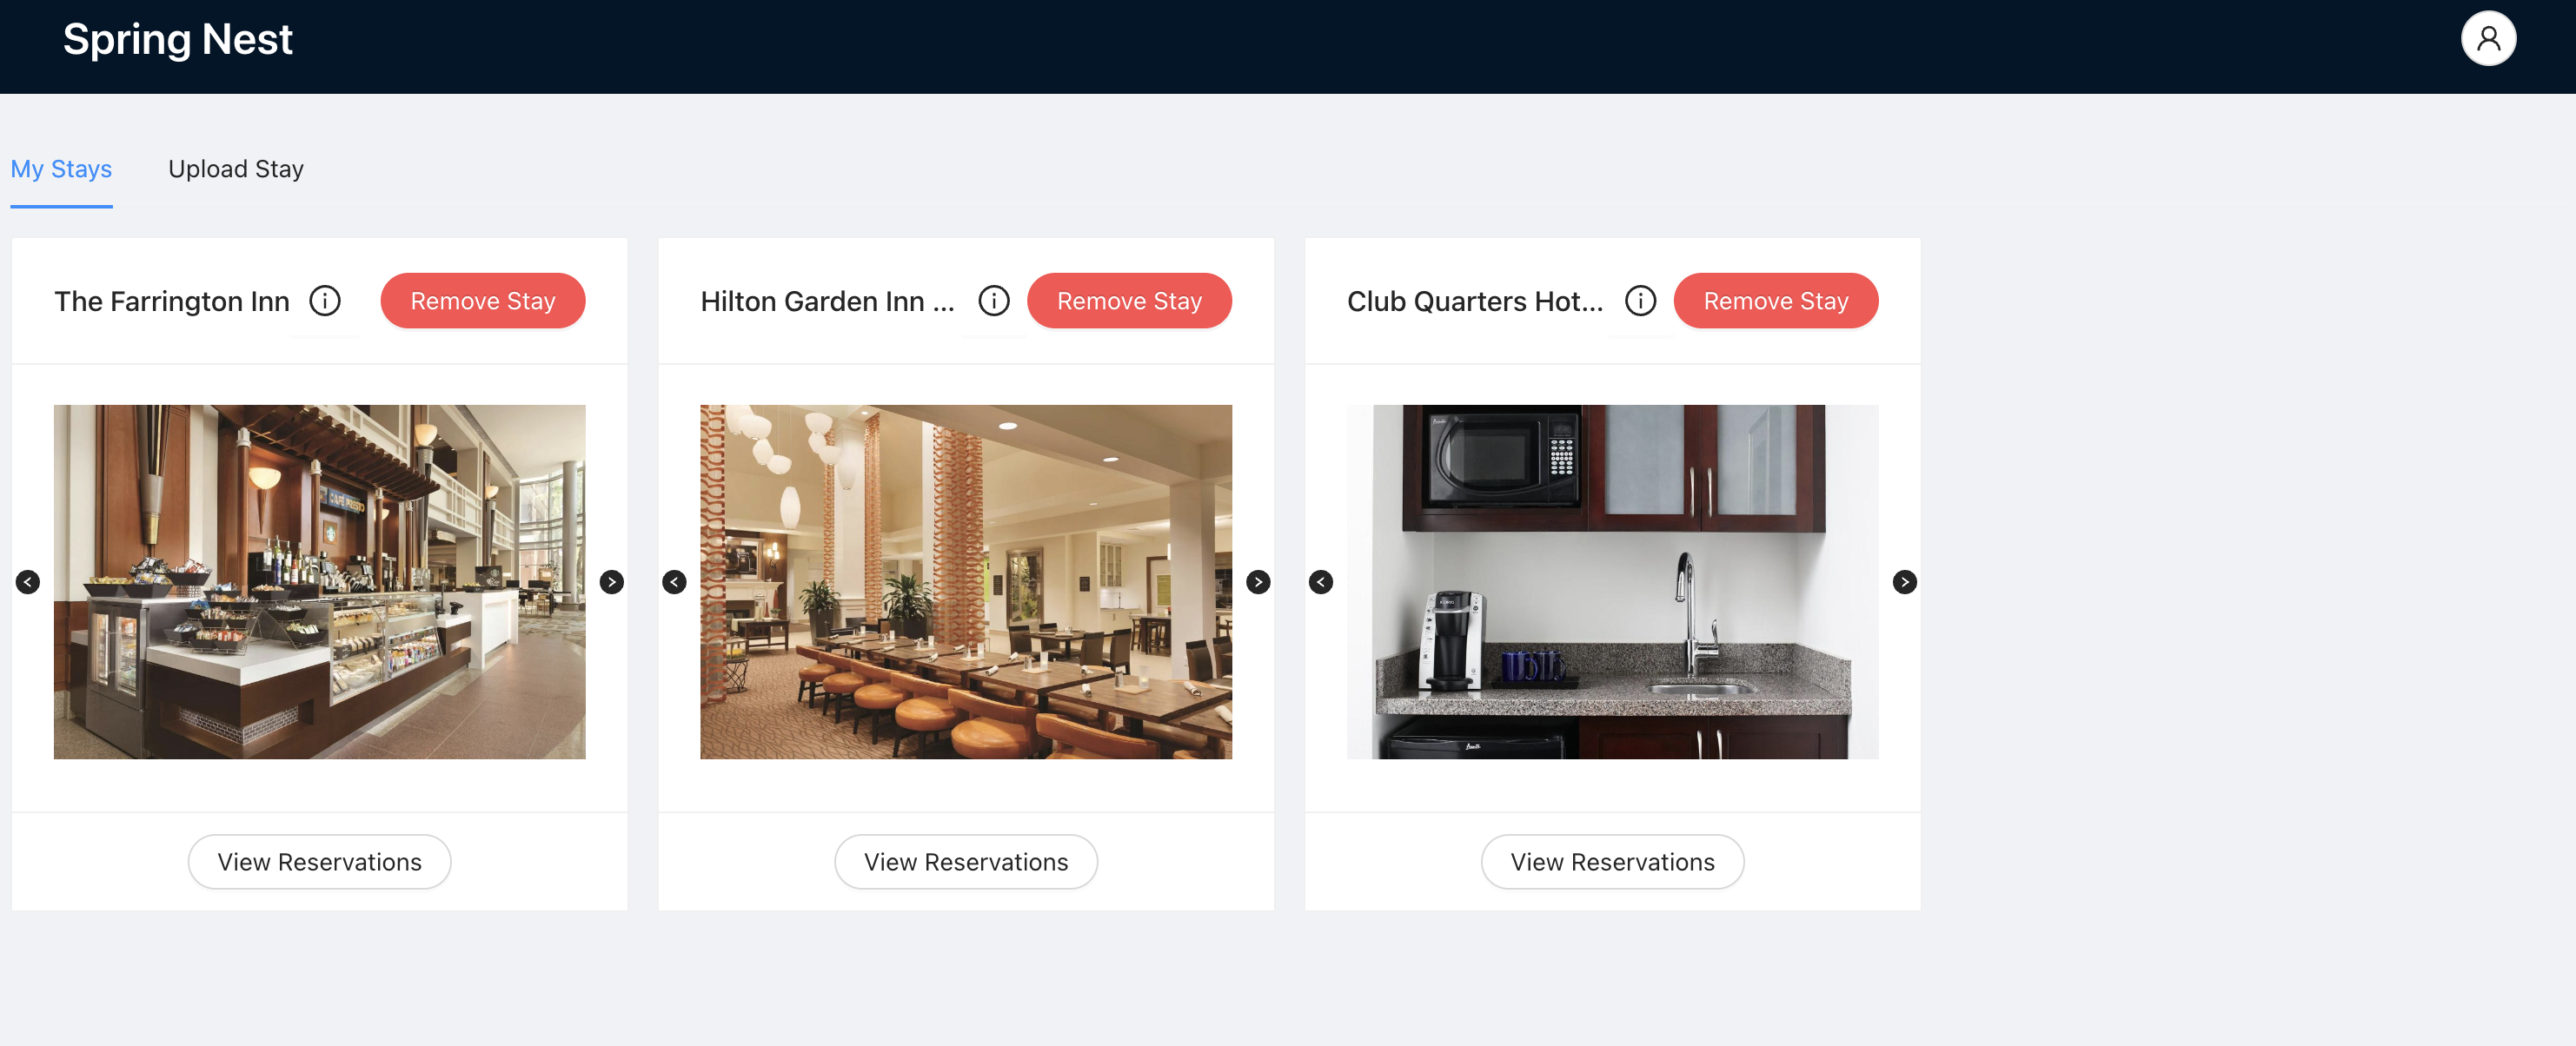 Spring Nest
My Stays
Upload Stay
The Farrington Inn
Remove Stay
Hilton Garden Inn ...
Remove Stay
Club Quarters Hot...
Remove Stay
View Reservations
View Reservations
View Reservations